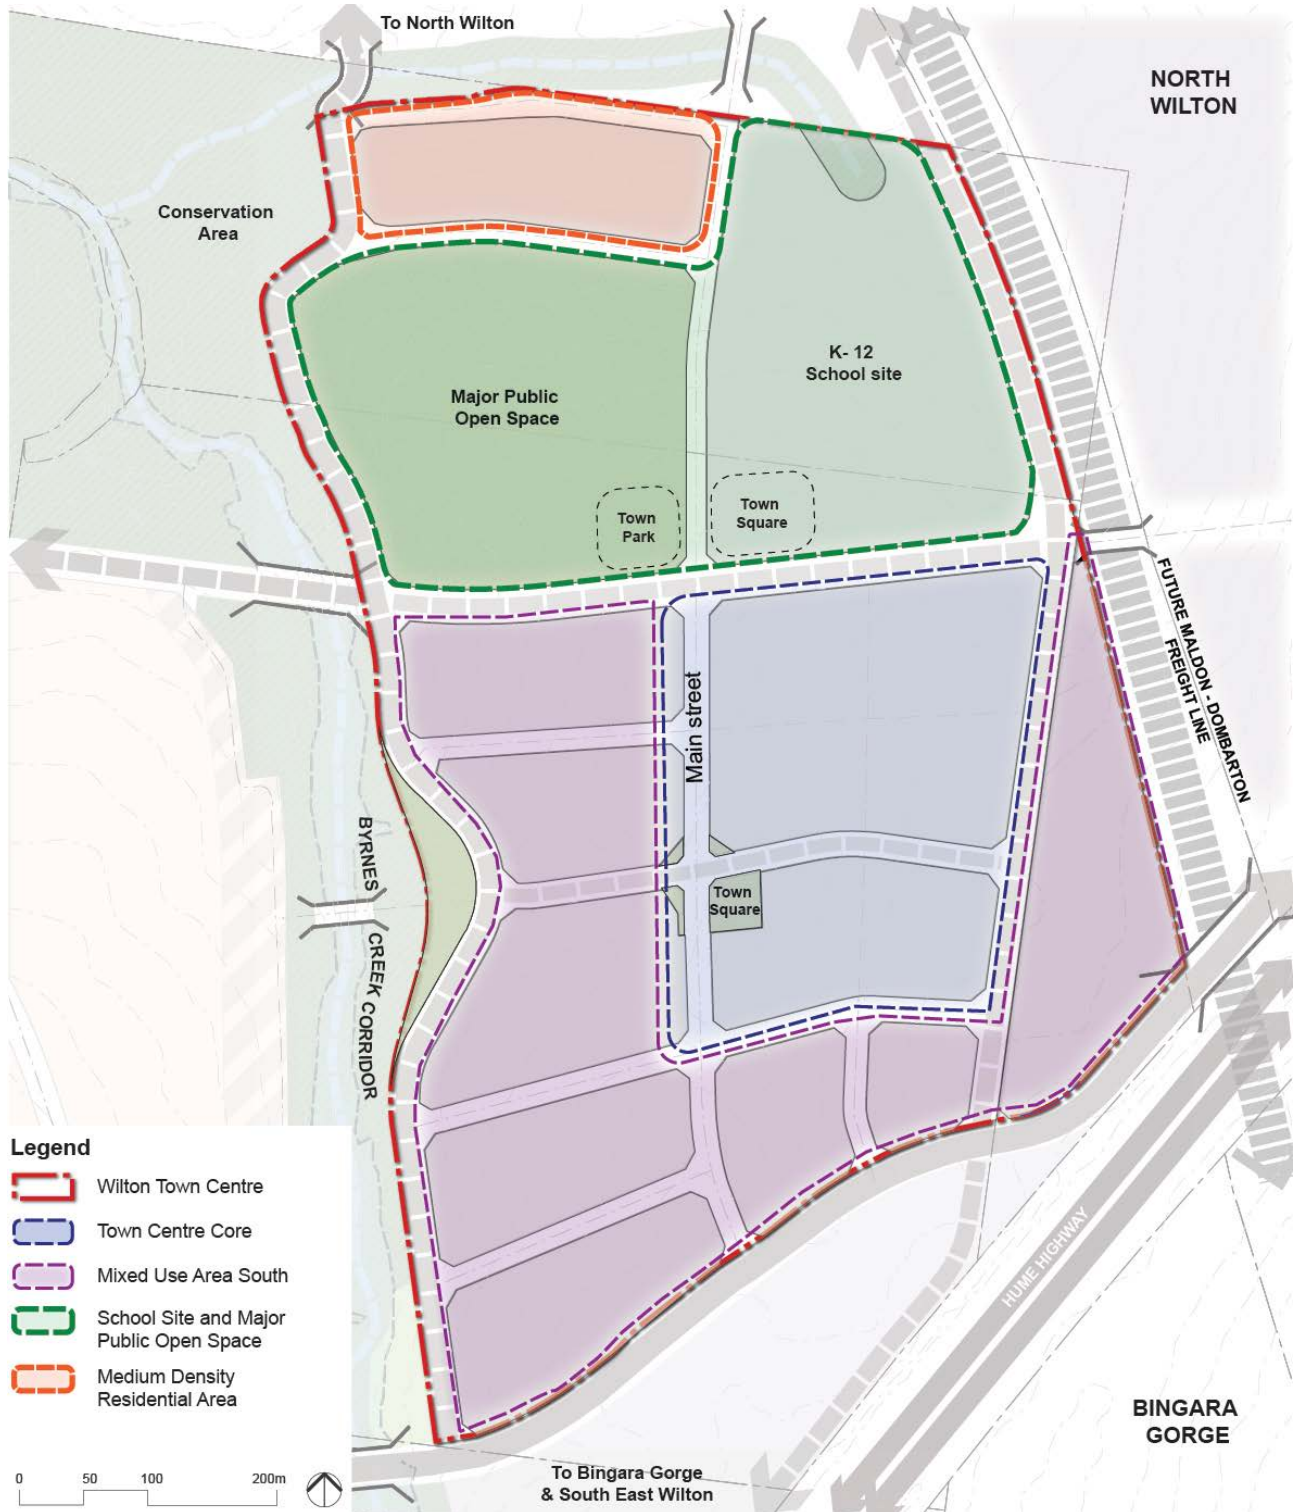 To North Wilton
NORTH
WILTON
Conservation
Area
K- 12
School site
Major Public
Open Space
Town
Park
Town
Square
FUTURE MALDON - DOMBARTON
FREIGHT LINE
Main street
BYRNES
CREEK CORRIDOR
Town
Square
Legend
Wilton Town Centre
Town Centre Core
Mixed Use Area South
School Site and Major
Public Open Space
Medium Density
Residential Area
HUME HIGHWAY
BINGARA
GORGE
0 50 100 200m
To Bingara Gorge
& South East Wilton